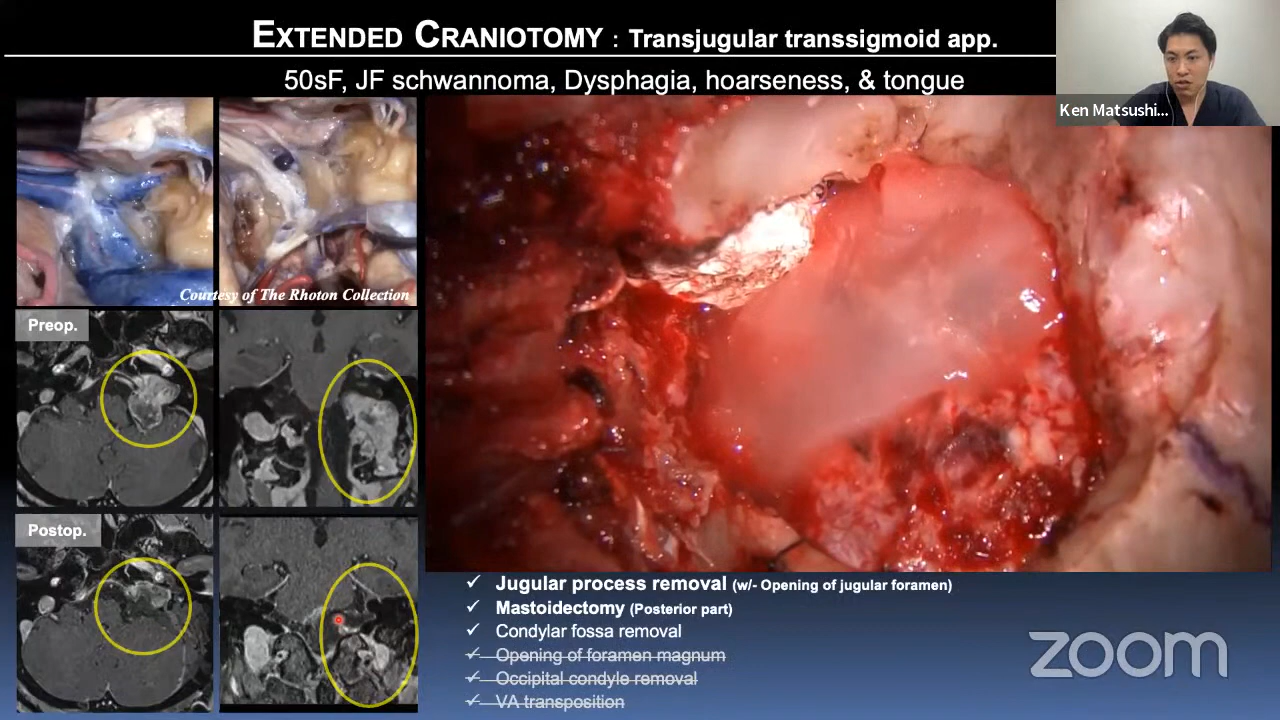 EXTENDED CRANIOTOMY : Transjugular transsigmoid app.
50sF, JF schwannoma, Dysphagia, hoarseness, & tongue
Ken Matsushi...
Courtesy of The Rhoton Collection
Preop.
Postop.
✓ Jugular process removal (w/- Opening of jugular foramen)
✓ Mastoidectomy (Posterior part)
✓ Condylar fossa removal
✓ Opening of foramen magnum
✓ Occipital condyle removal
✓ VA transposition
zoom